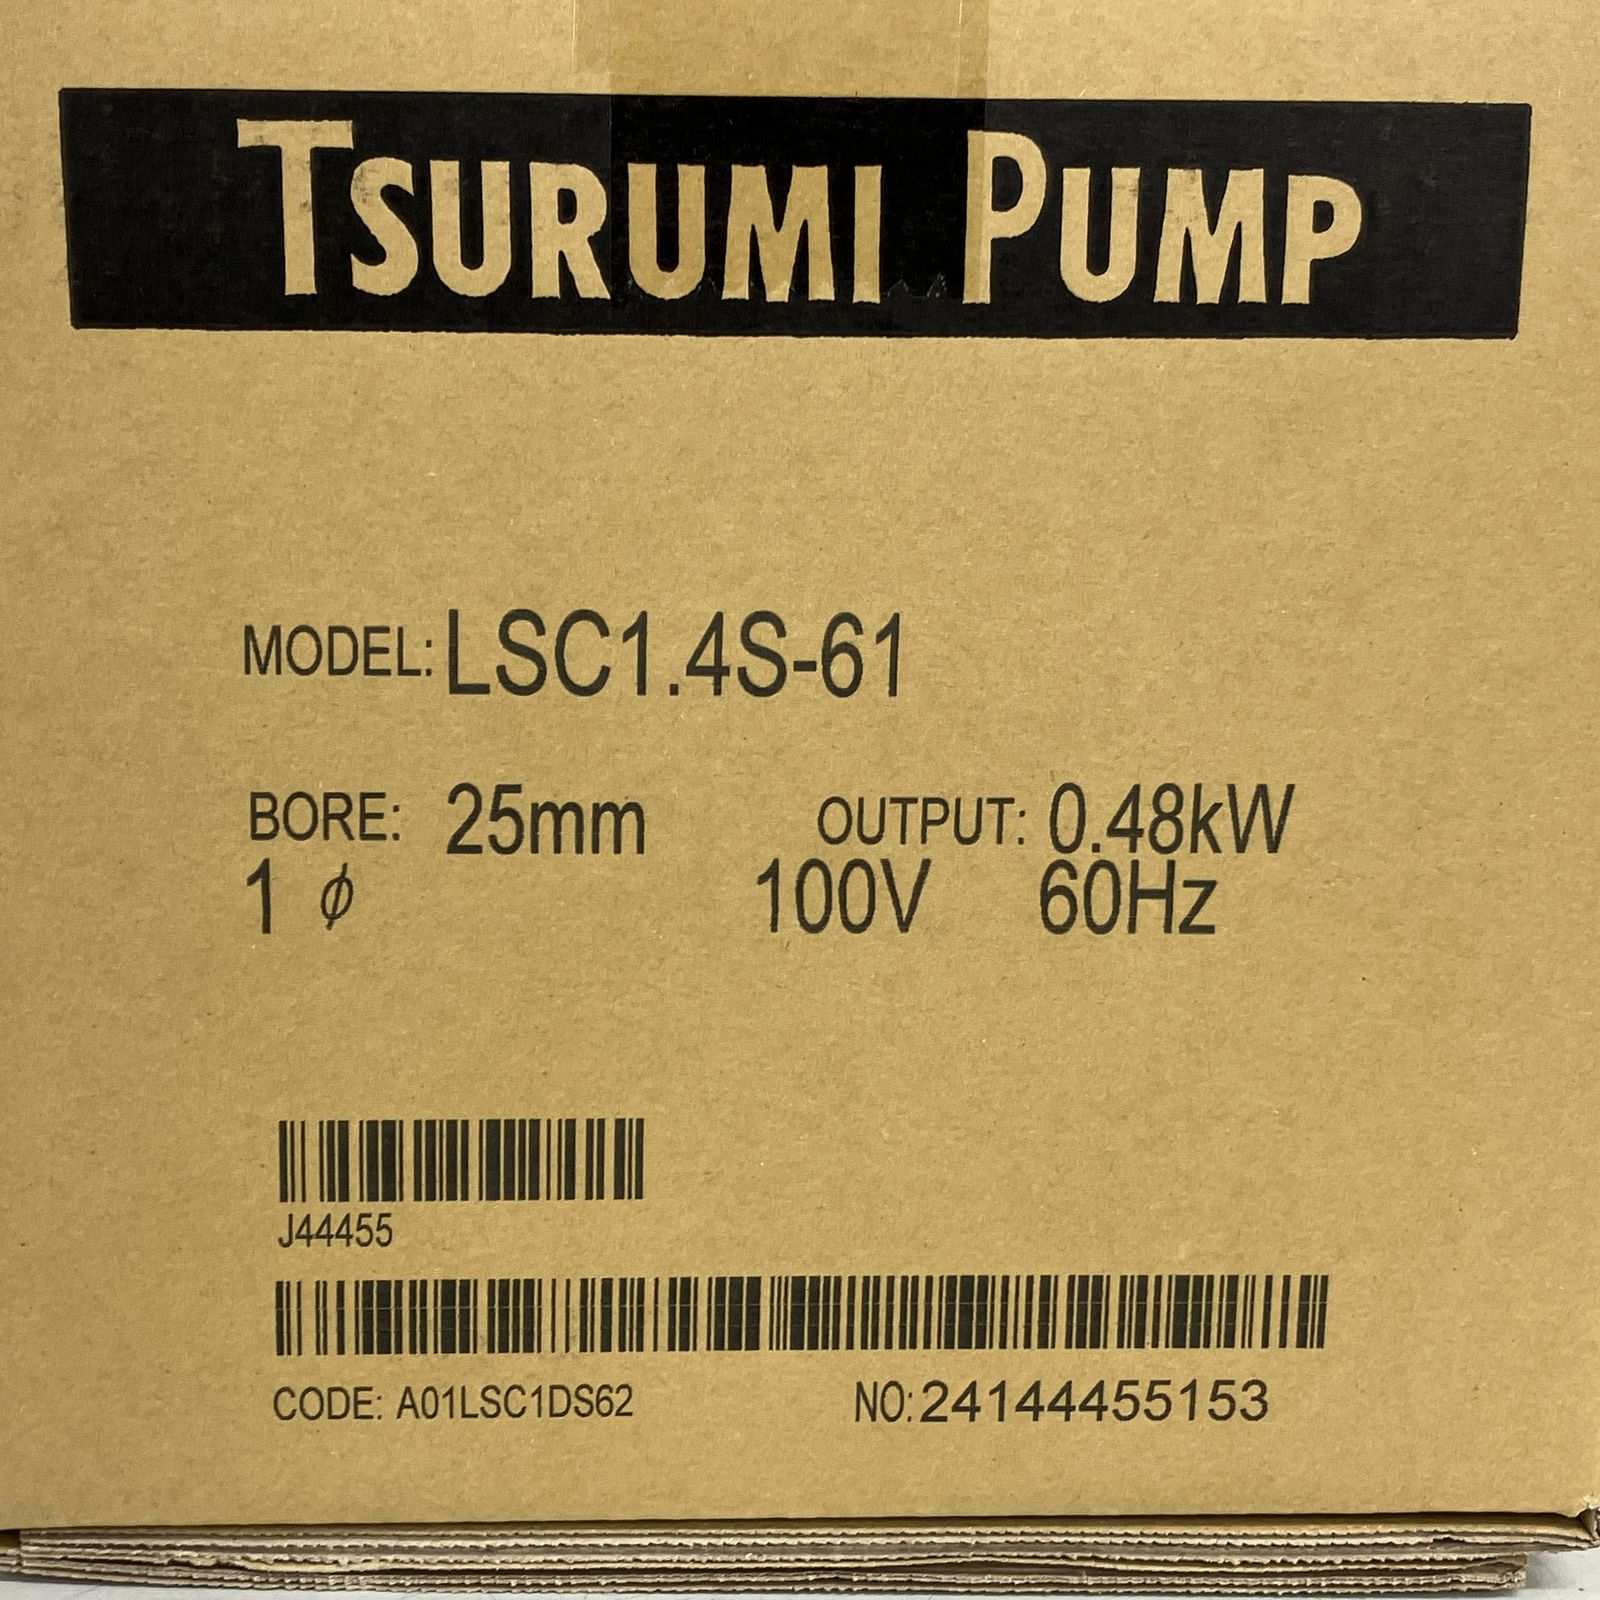 TSURUMI PUMP
MODEL: LSC1.4S-61
BORE: 25mm OUTPUT: 0.48kW
1 ϕ 100V 60Hz
J44455
CODE: A01LSC1DS62 NO: 24144455153